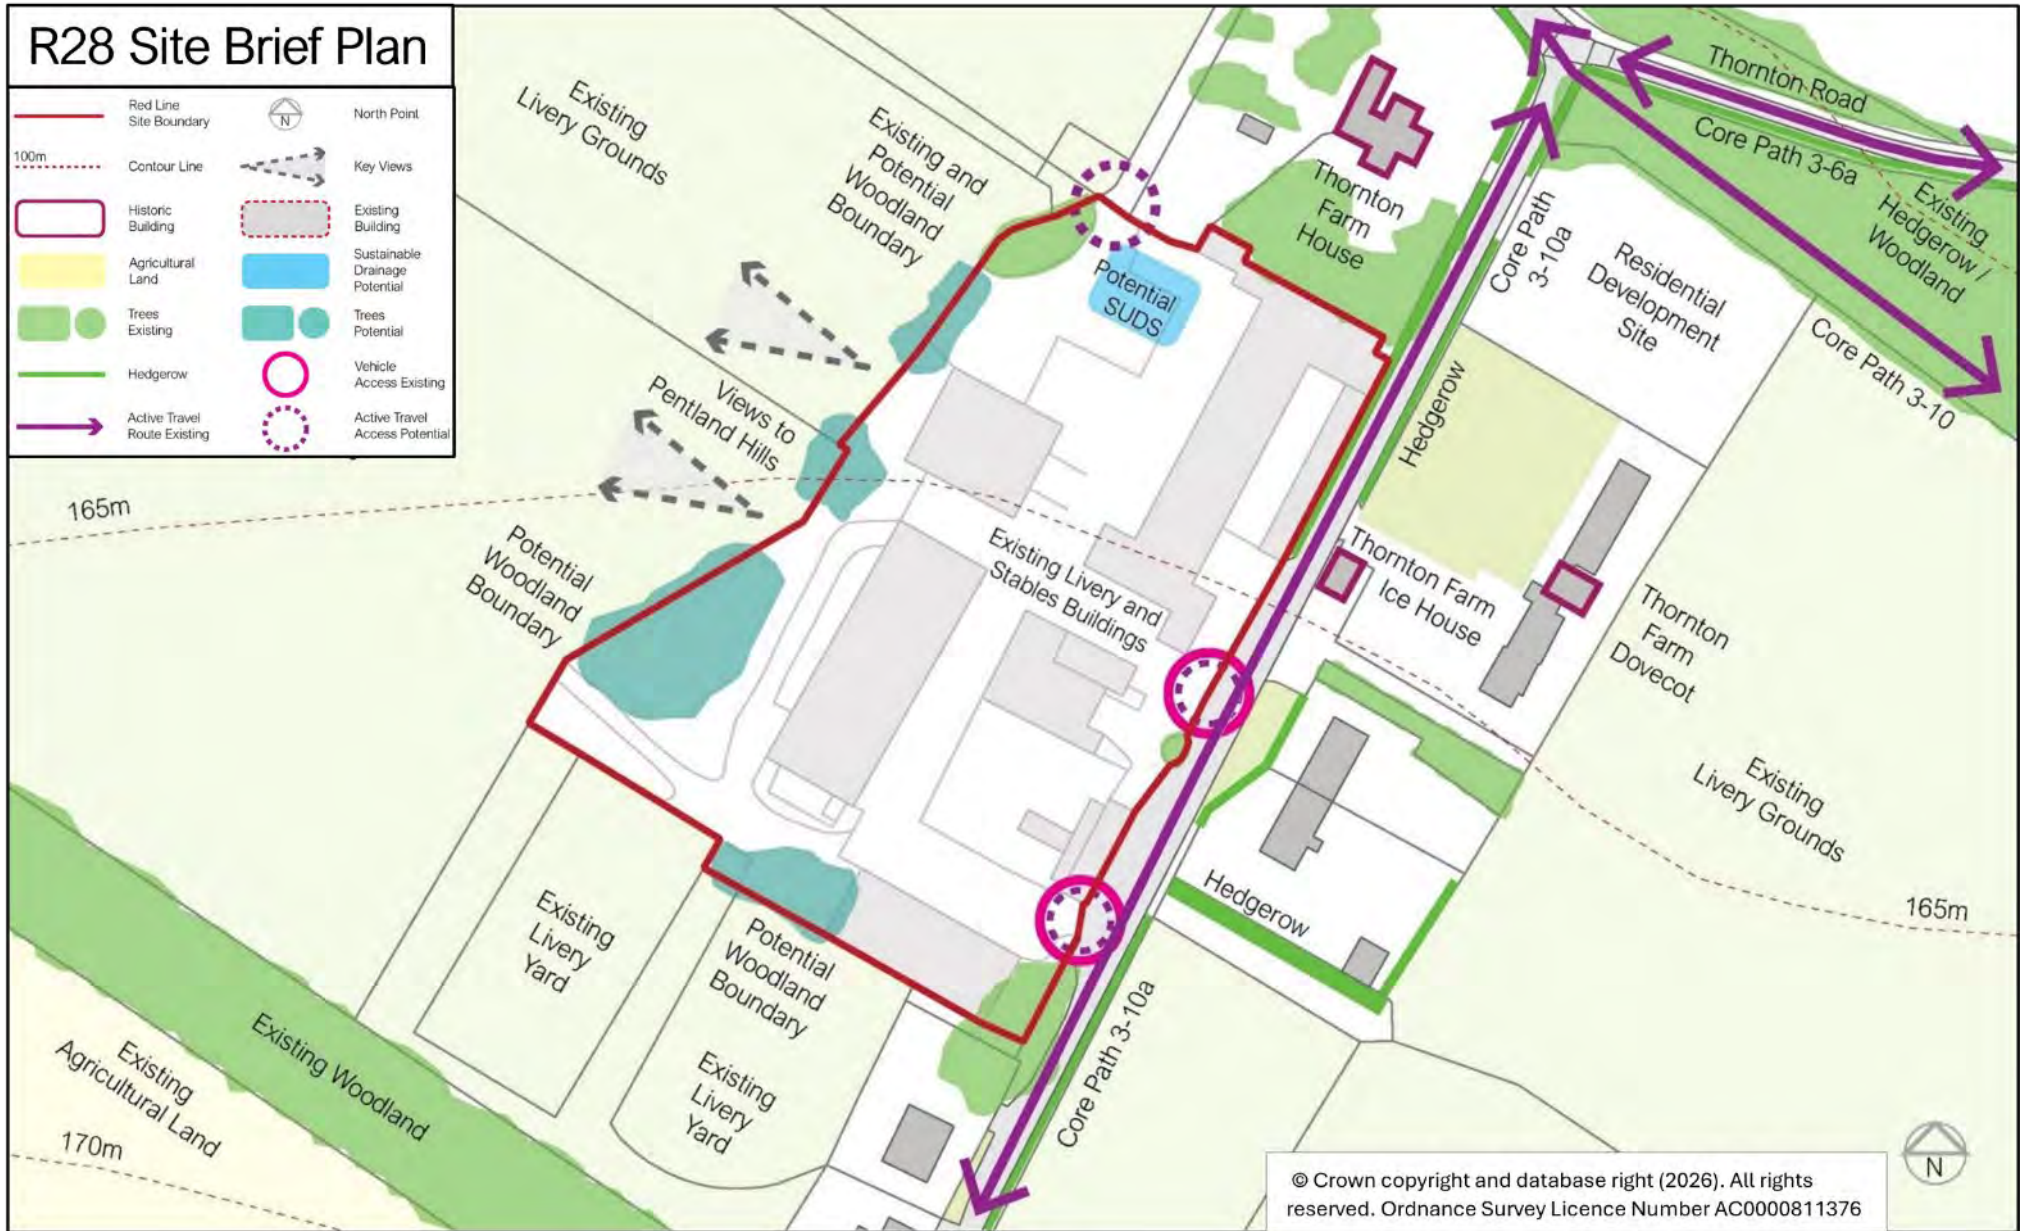 R28 Site Brief Plan
Red Line
Site Boundary
N
North Point
100m
Contour Line
Key Views
Historic
Building
Existing
Building
Agricultural
Land
Sustainable
Drainage
Potential
Trees
Existing
Trees
Potential
Hedgerow
Vehicle
Access Existing
Active Travel
Route Existing
Active Travel
Access Potential
Existing
Livery Grounds
Existing and
Potential
Woodland
Boundary
Thornton
Farm
House
Thornton Road
Core Path 3-6a
Existing
Hedgerow /
Woodland
Core Path
3-10a
Residential
Development
Site
Core Path 3-10
Potential
SUDS
Views to
Pentland Hills
Hedgerow
165m
Potential
Woodland
Boundary
Existing Livery and
Stables Buildings
Thornton Farm
Ice House
Thornton
Farm
Dovecot
Existing
Livery Grounds
165m
Hedgerow
Existing
Livery
Yard
Potential
Woodland
Boundary
Existing
Livery
Yard
Core Path 3-10a
Existing Woodland
Existing
Agricultural Land
170m
N
© Crown copyright and database right (2026). All rights
reserved. Ordnance Survey Licence Number AC0000811376